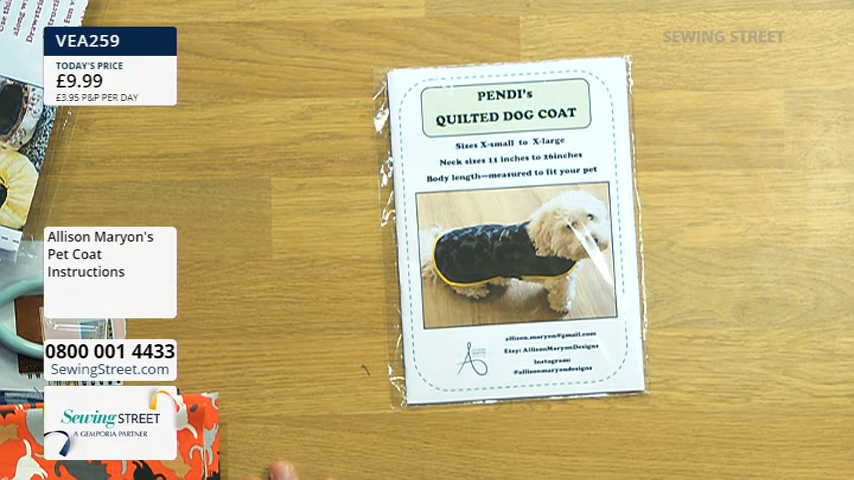 SEWING STREET
VEA259
TODAY'S PRICE
£9.99
£3.95 P&P PER DAY
Allison Maryon's
Pet Coat
Instructions
0800 001 4433
SewingStreet.com
Sewing STREET
A GEMPORIA PARTNER
PENDI's
QUILTED DOG COAT
Sizes X-small to X-large
Neck sizes 11 inches to 26inches
Body length—measured to fit your pet
allison.maryon@gmail.com
Etsy: AllisonMaryonDesigns
Instagram:
@allisonmaryondesigns